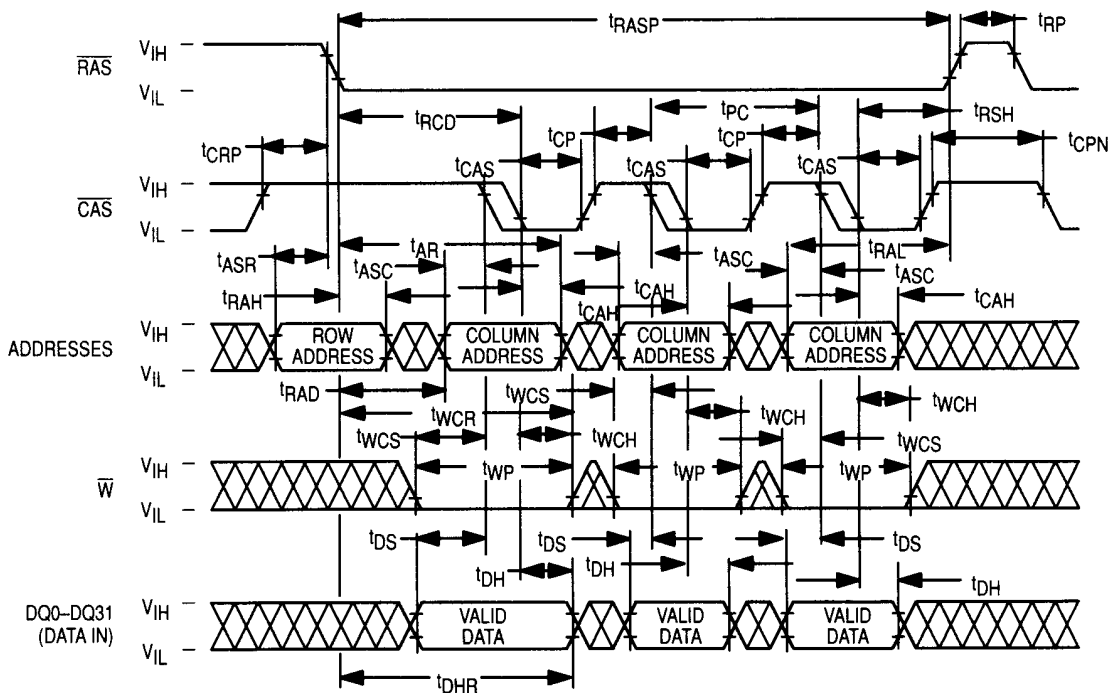 tRASP
tRP
VIH
RAS
VIL
tRCD
tPC
tRSH
tCP
tCP
tCRP
tCPN
tCAS
tCAS
tCAS
VIH
CAS
VIL
tAR
tRAL
tASR
tASC
tASC
tASC
tRAH
tCAH
tCAH
tCAH
VIH
ADDRESSES
VIL
ROW ADDRESS
COLUMN ADDRESS
COLUMN ADDRESS
COLUMN ADDRESS
tRAD
tWCS
tWCR
tWCH
tWCS
tWCH
tWCS
VIH
W
VIL
tWP
tWP
tWP
tDS
tDS
tDS
tDH
tDH
tDH
VIH
DQ0–DQ31
(DATA IN)
VIL
VALID DATA
VALID DATA
VALID DATA
tDHR